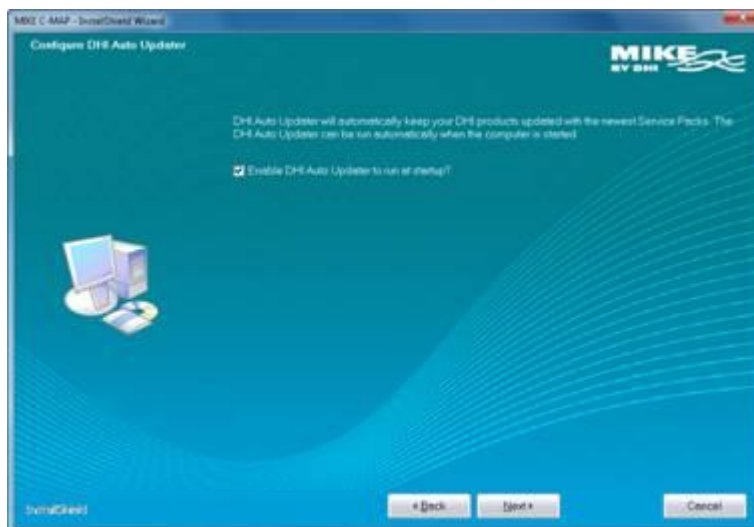 MIKE C-MAP - InstallShield Wizard
Configure DHI Auto Updater
MIKE
BY DHI
DHI Auto Updater will automatically keep your DHI products updated with the newest Service Packs. The
DHI Auto Updater can be run automatically when the computer is started.
Enable DHI Auto Updater to run at startup?
InstallShield
< Back
Next >
Cancel